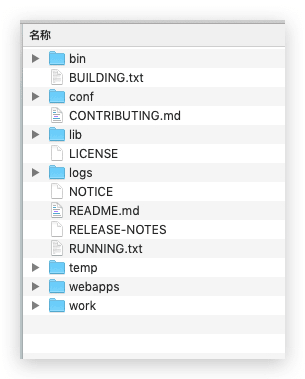 名称
bin
BUILDING.txt
conf
CONTRIBUTING.md
lib
LICENSE
logs
NOTICE
README.md
RELEASE-NOTES
RUNNING.txt
temp
webapps
work